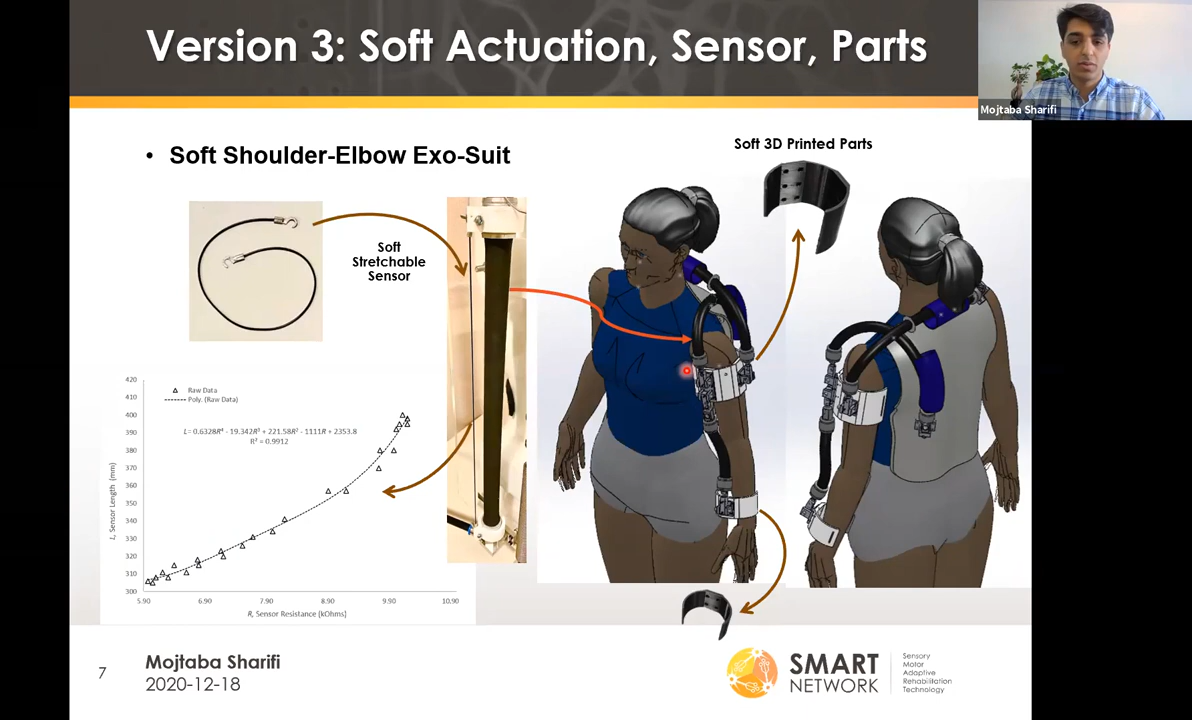 Version 3: Soft Actuation, Sensor, Parts
Mojtaba Sharifi
• Soft Shoulder-Elbow Exo-Suit
Soft 3D Printed Parts
Soft
Stretchable
Sensor
420
410
400
390
380
370
360
350
340
330
320
310
300
L, Sensor Length (mm)
Raw Data
Poly. (Raw Data)
L= 0.6328R⁴ - 19.342R³ + 221.58R² - 1111R + 2353.8
R² = 0.9912
5.90 6.90 7.90 8.90 9.90 10.90
R, Sensor Resistance (kOhms)
7
Mojtaba Sharifi
2020-12-18
SMART
NETWORK
Sensory
Motor
Adaptive
Rehabilitation
Technology